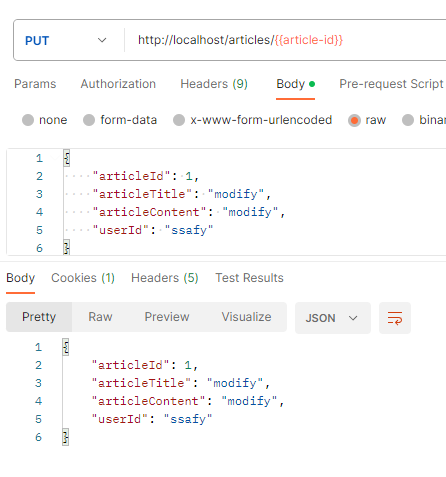 PUT http://localhost/articles/{{article-id}}
Params Authorization Headers (9) Body Pre-request Script
none form-data x-www-form-urlencoded raw binar
1 {
2 "articleId": 1,
3 "articleTitle": "modify",
4 "articleContent": "modify",
5 "userId": "ssafy"
6 }
Body Cookies (1) Headers (5) Test Results
Pretty Raw Preview Visualize JSON
1 {
2 "articleId": 1,
3 "articleTitle": "modify",
4 "articleContent": "modify",
5 "userId": "ssafy"
6 }